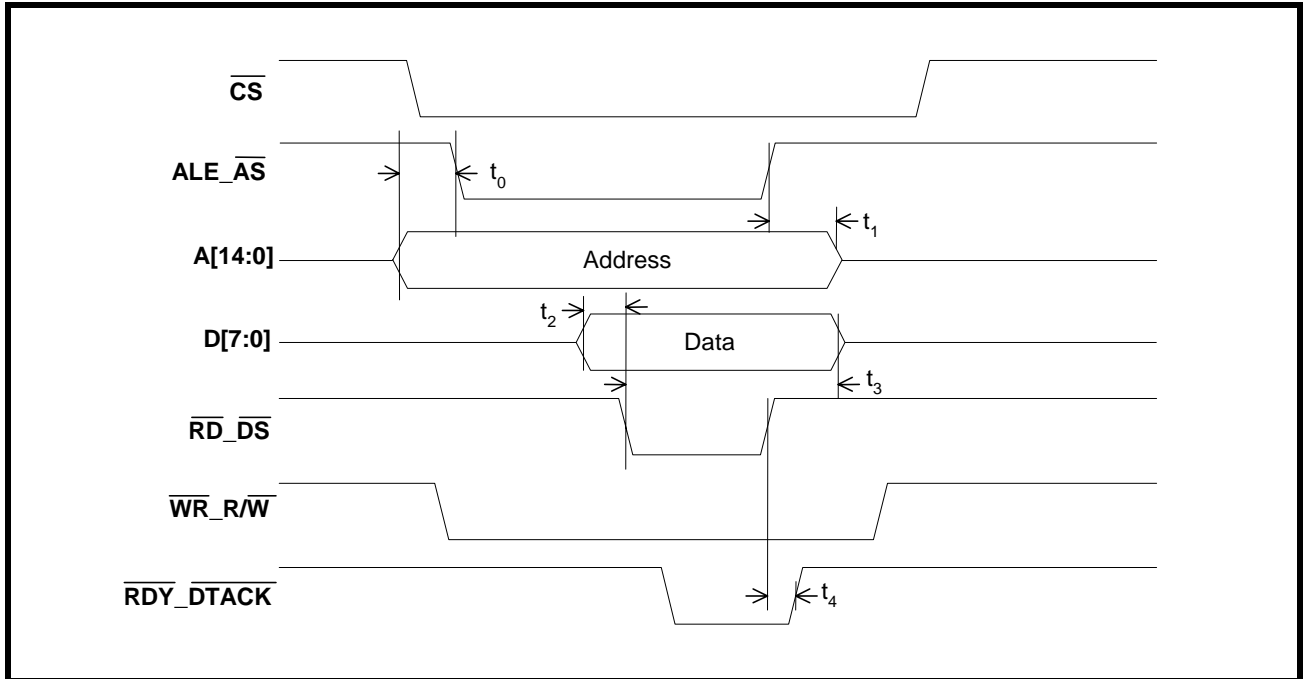 CS
ALE_AS
t0
A[14:0]
Address
t1
t2
D[7:0]
Data
t3
RD_DS
WR_R/W
RDY_DTACK
t4